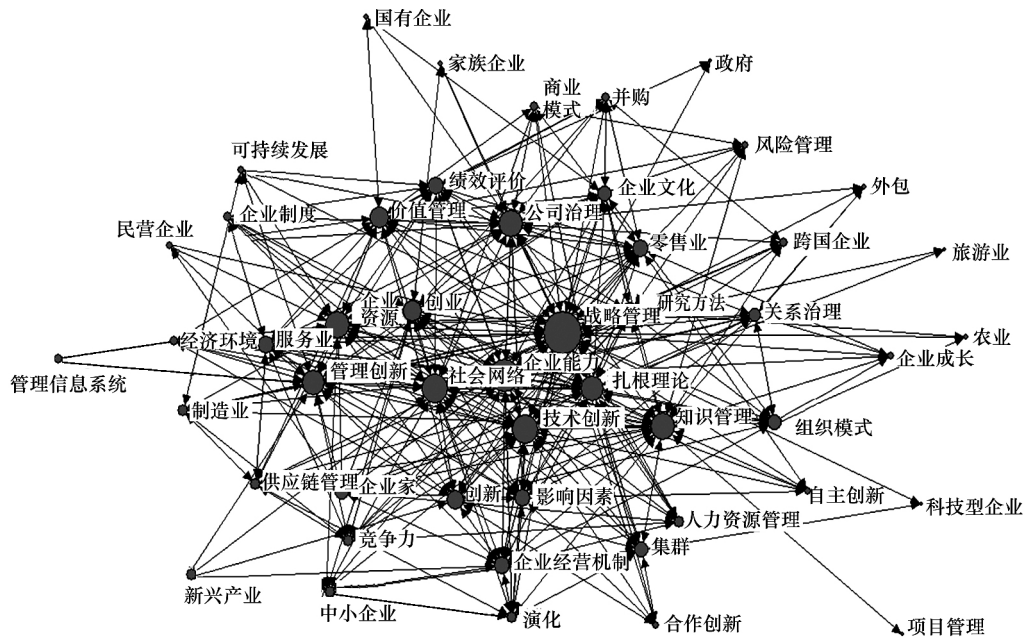 国有企业
家族企业
政府
商业
模式
并购
风险管理
可持续发展
绩效评价
企业文化
外包
企业制度
价值管理
公司治理
民营企业
零售业
跨国企业
旅游业
企业
资源
创业
研究方法
战略管理
关系治理
经济环境
服务业
农业
企业能力
企业成长
管理信息系统
管理创新
社会网络
扎根理论
制造业
技术创新
知识管理
组织模式
供应链管理
企业家
创新
影响因素
自主创新
科技型企业
人力资源管理
竞争力
集群
企业经营机制
新兴产业
中小企业
演化
合作创新
项目管理